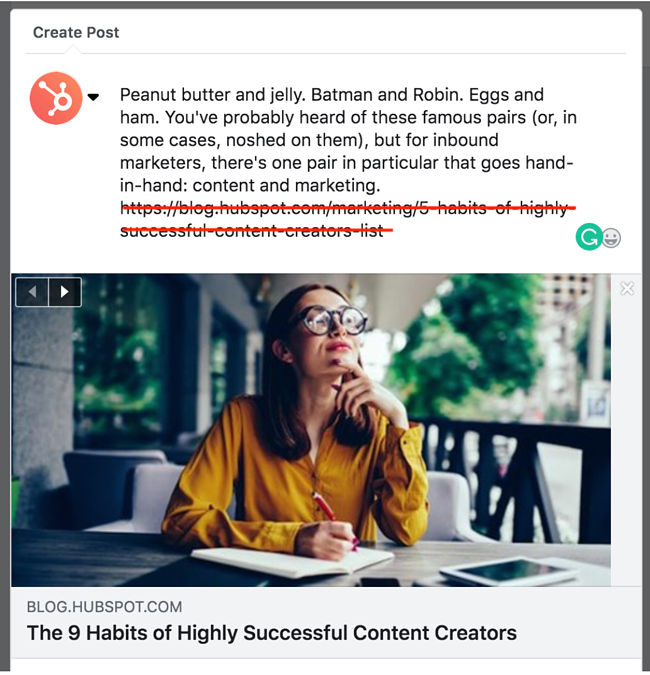 Create Post
Peanut butter and jelly. Batman and Robin. Eggs and
ham. You've probably heard of these famous pairs (or, in
some cases, noshed on them), but for inbound
marketers, there's one pair in particular that goes hand-
in-hand: content and marketing.
https://blog.hubspot.com/marketing/5-habits-of-highly-
successful-content-creators-list
BLOG.HUBSPOT.COM
The 9 Habits of Highly Successful Content Creators